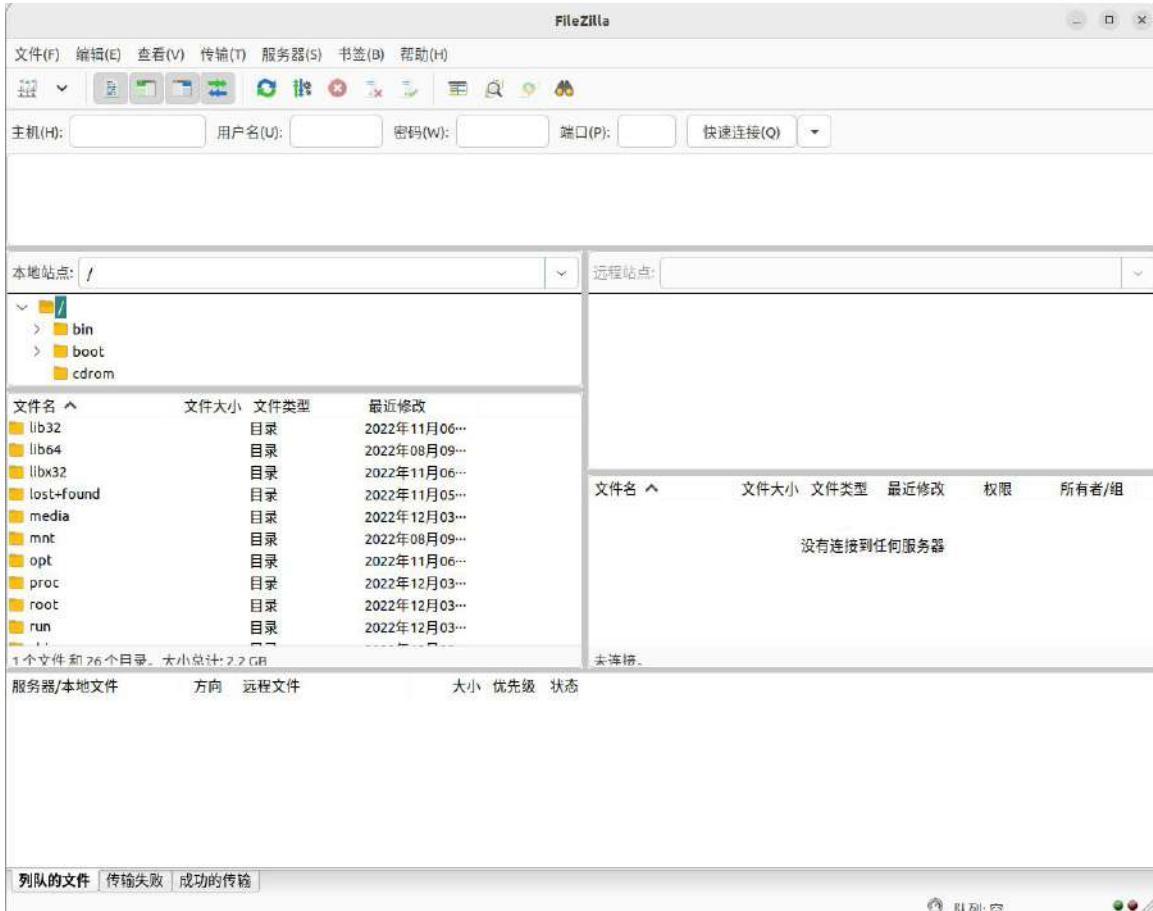 FileZilla
文件(F) 编辑(E) 查看(V) 传输(T) 服务器(S) 书签(B) 帮助(H)
主机(H): 用户名(U): 密码(W): 端口(P): 快速连接(Q)
本地站点: /
远程站点:
/
bin
boot
cdrom
文件名 文件大小 文件类型 最近修改
lib32 目录 2022年11月06…
lib64 目录 2022年08月09…
libx32 目录 2022年11月06…
lost+found 目录 2022年11月05…
media 目录 2022年12月03…
mnt 目录 2022年08月09…
opt 目录 2022年11月06…
proc 目录 2022年12月03…
root 目录 2022年12月03…
run 目录 2022年12月03…
1个文件 和 26个目录。大小总计: 2.2 GB
文件名 文件大小 文件类型 最近修改 权限 所有者/组
没有连接到任何服务器
未连接。
服务器/本地文件 方向 远程文件 大小 优先级 状态
列队的文件 传输失败 成功的传输
队列: 空